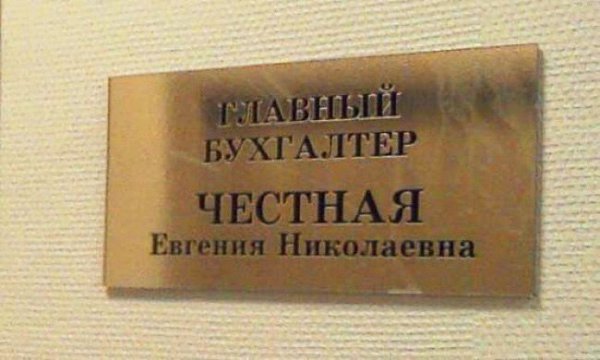 ГЛАВНЫЙ
БУХГАЛТЕР
ЧЕСТНАЯ
Евгения Николаевна